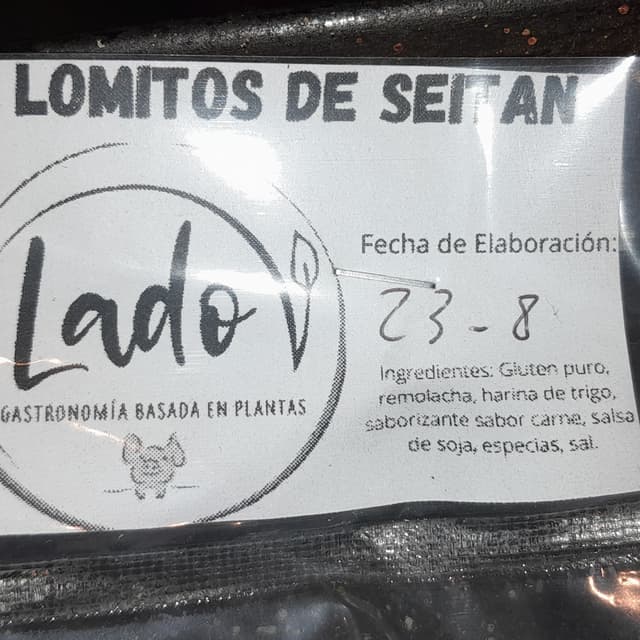 LOMITOS DE SEITAN
Lado
GASTRONOMÍA BASADA EN PLANTAS
Fecha de Elaboración:
23-8
Ingredientes: Gluten puro,
remolacha, harina de trigo,
saborizante sabor carne, salsa
de soja, especias, sal.